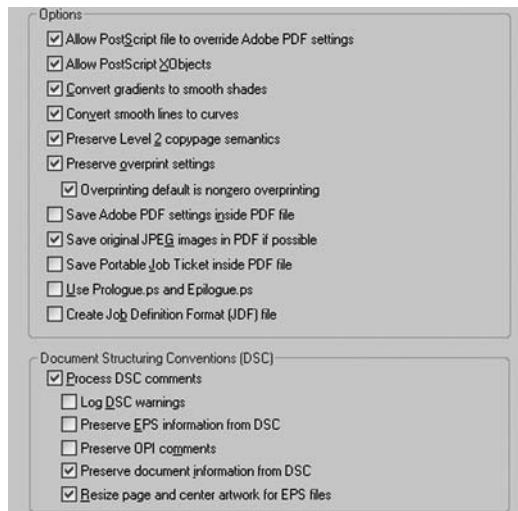 Options
Allow PostScript file to override Adobe PDF settings
Allow PostScript XObjects
Convert gradients to smooth shades
Convert smooth lines to curves
Preserve Level 2 copypage semantics
Preserve overprint settings
Overprinting default is nonzero overprinting
Save Adobe PDF settings inside PDF file
Save original JPEG images in PDF if possible
Save Portable Job Ticket inside PDF file
Use Prologue.ps and Epilogue.ps
Create Job Definition Format (JDF) file
Document Structuring Conventions (DSC)
Process DSC comments
Log DSC warnings
Preserve EPS information from DSC
Preserve OPI comments
Preserve document information from DSC
Resize page and center artwork for EPS files